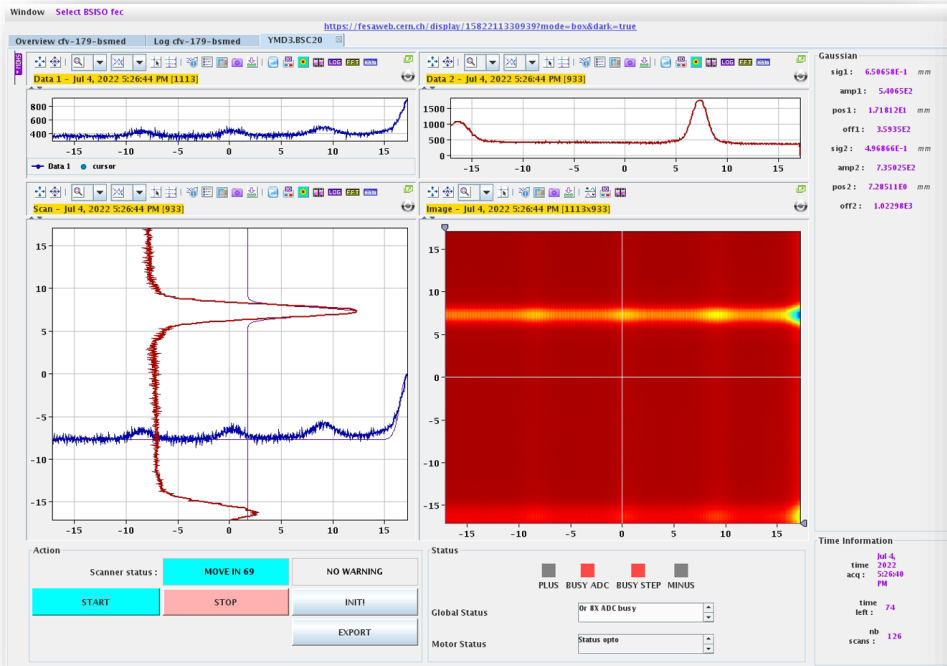 Window Select BSISO fec
https://fesaweb.cern.ch/display/1582211330939?mode=box&dark=true
Overview cfv-179-bsmed Log cfv-179-bsmed YMD3.BSC20
LOG FFT
Data 1 - Jul 4, 2022 5:26:44 PM [1113]
800
600
400
-15 -10 -5 0 5 10 15
Data 1 cursor
LOG FFT
Data 2 - Jul 4, 2022 5:26:44 PM [933]
1500
1000
500
0
-15 -10 -5 0 5 10 15
LOG FFT
Scan - Jul 4, 2022 5:26:44 PM [933]
15
10
5
0
-5
-10
-15
-15 -10 -5 0 5 10 15
Image - Jul 4, 2022 5:26:44 PM [1113x933]
15
10
5
0
-5
-10
-15
-15 -10 -5 0 5 10 15
Gaussian
sig1: 6.50658E-1 mm
amp1: 5.4065E2
pos1: 1.71812E1 mm
off1: 3.5935E2
sig2: 4.96866E-1 mm
amp2: 7.35025E2
pos2: 7.28511E0 mm
off2: 1.02298E3
Action
Scanner status : MOVE IN 69 NO WARNING
START STOP INIT!
EXPORT
Status
PLUS BUSY ADC BUSY STEP MINUS
Global Status Or 8X ADC busy
Motor Status Status opto
Time Information
time acq : Jul 4, 2022 5:26:40 PM
time left : 74
nb scans : 126